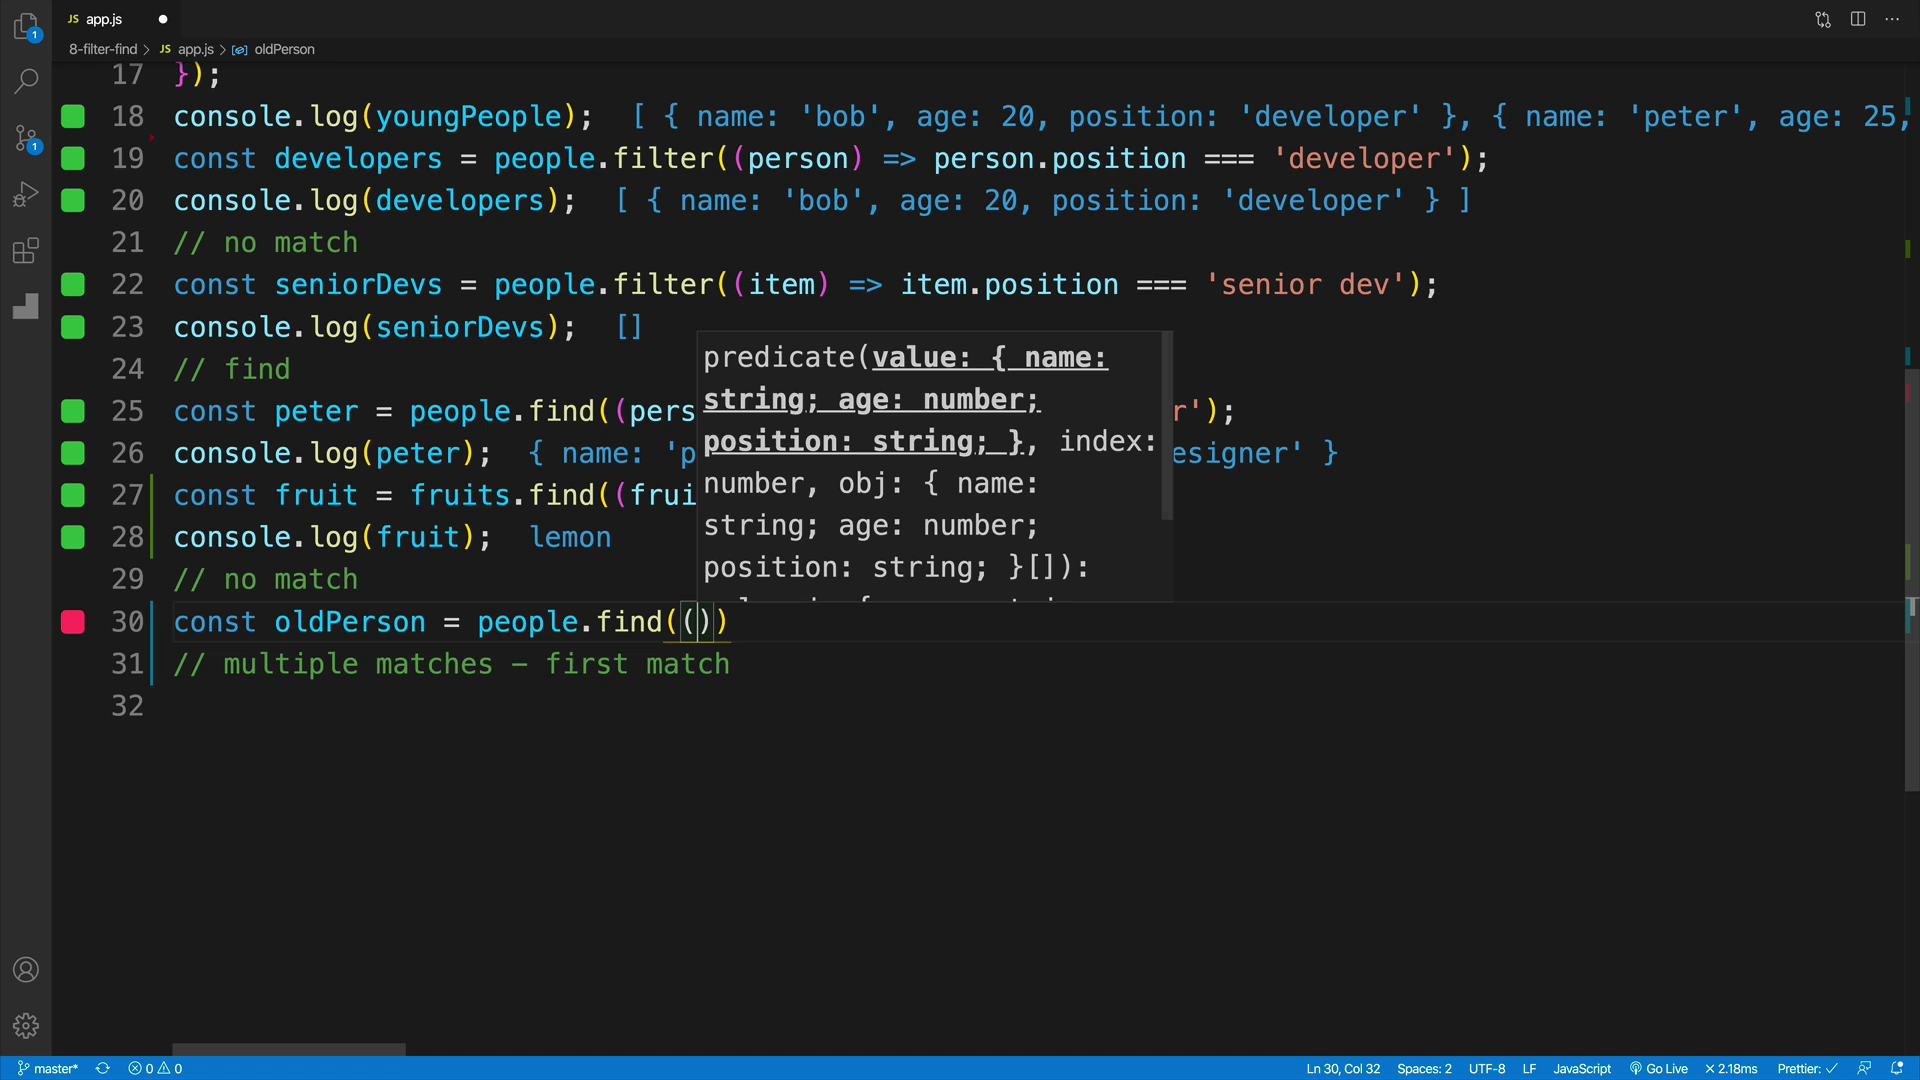 JS app.js
8-filter-find > JS app.js > oldPerson
1
1
17 });
18 console.log(youngPeople); [ { name: 'bob', age: 20, position: 'developer' }, { name: 'peter', age: 25,
19 const developers = people.filter((person) => person.position === 'developer');
20 console.log(developers); [ { name: 'bob', age: 20, position: 'developer' } ]
21 // no match
22 const seniorDevs = people.filter((item) => item.position === 'senior dev');
23 console.log(seniorDevs); []
24 // find
25 const peter = people.find((pers r');
26 console.log(peter); { name: 'p esigner' }
27 const fruit = fruits.find((frui
28 console.log(fruit); lemon
29 // no match
30 const oldPerson = people.find(())
31 // multiple matches - first match
32
predicate(value: { name:
string; age: number;
position: string; }, index:
number, obj: { name:
string; age: number;
position: string; }[]):
master* 0 0 Ln 30, Col 32 Spaces: 2 UTF-8 LF JavaScript Go Live × 2.18ms Prettier: ✓